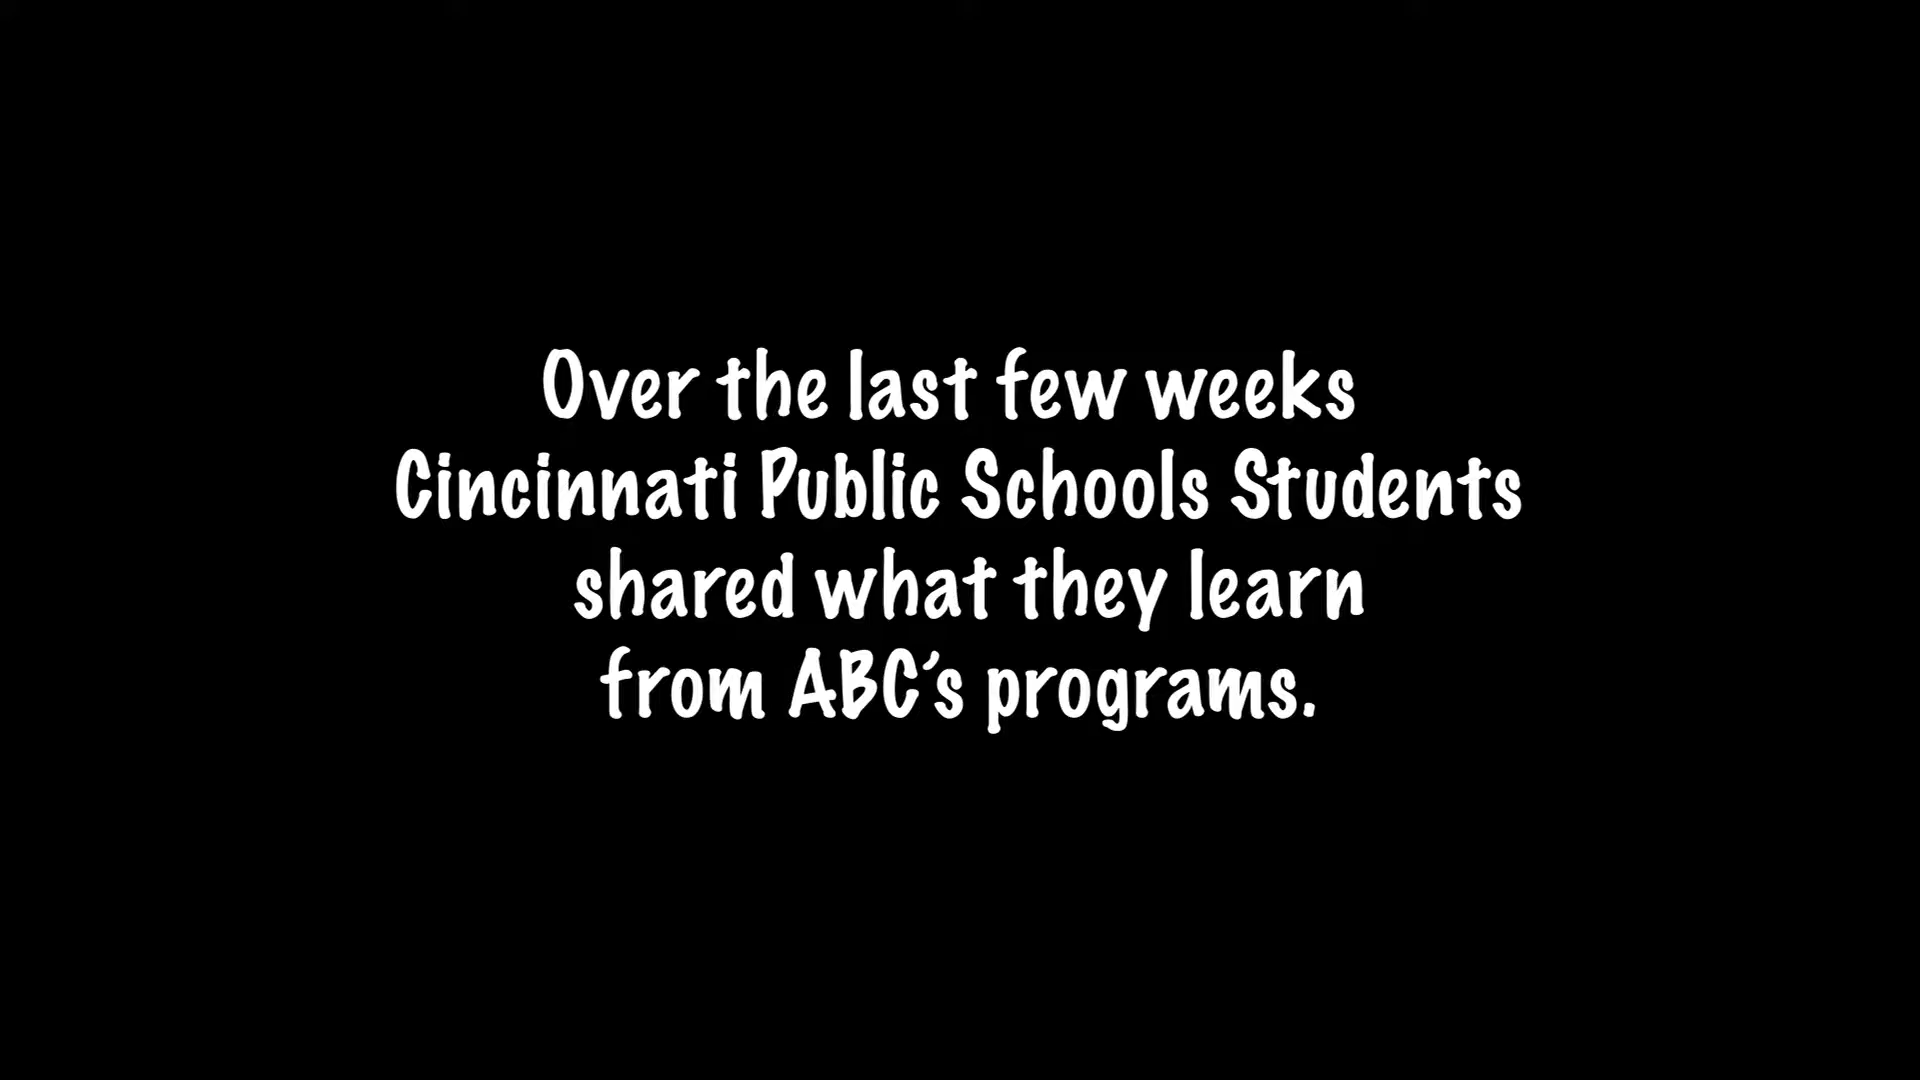 Over the last few weeks
Cincinnati Public Schools Students
shared what they learn
from ABC’s programs.